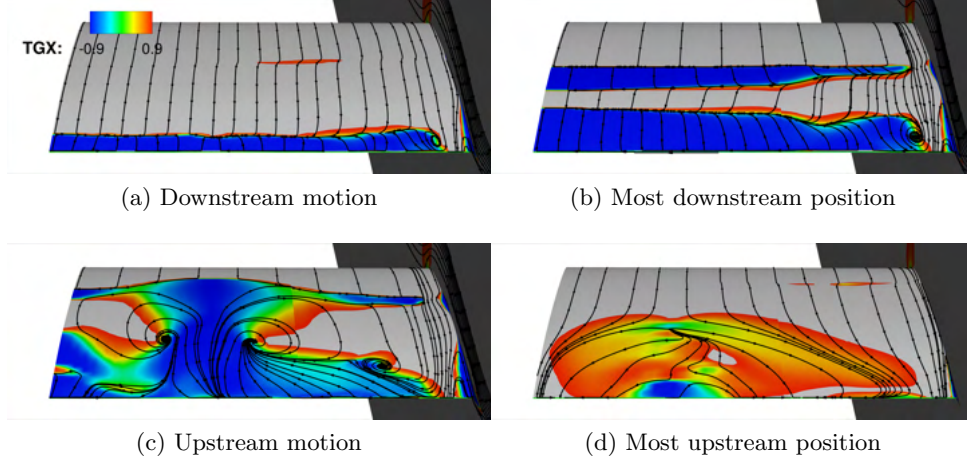 TGX: -0.9 0.9
(a) Downstream motion
(b) Most downstream position
(c) Upstream motion
(d) Most upstream position